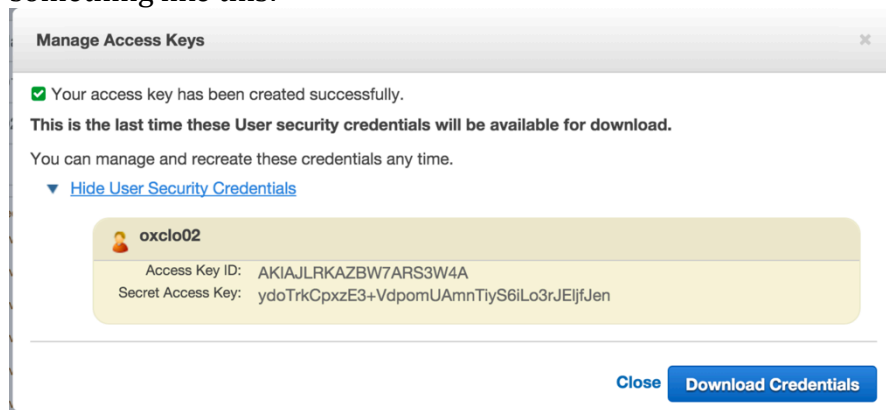 Manage Access Keys
Your access key has been created successfully.
This is the last time these User security credentials will be available for download.
You can manage and recreate these credentials any time.
Hide User Security Credentials
oxclo02
Access Key ID: AKIAJLRKAZBW7ARS3W4A
Secret Access Key: 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
Close Download Credentials